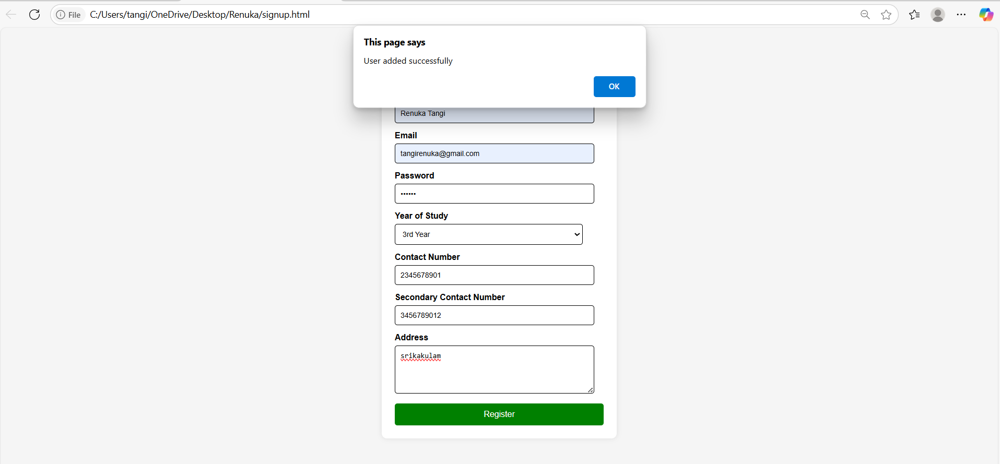 File C:/Users/tangi/OneDrive/Desktop/Renuka/signup.html
This page says
User added successfully
OK
Renuka Tangi
Email
tangirenuka@gmail.com
Password
••••••
Year of Study
3rd Year
Contact Number
2345678901
Secondary Contact Number
3456789012
Address
srikakulam
Register